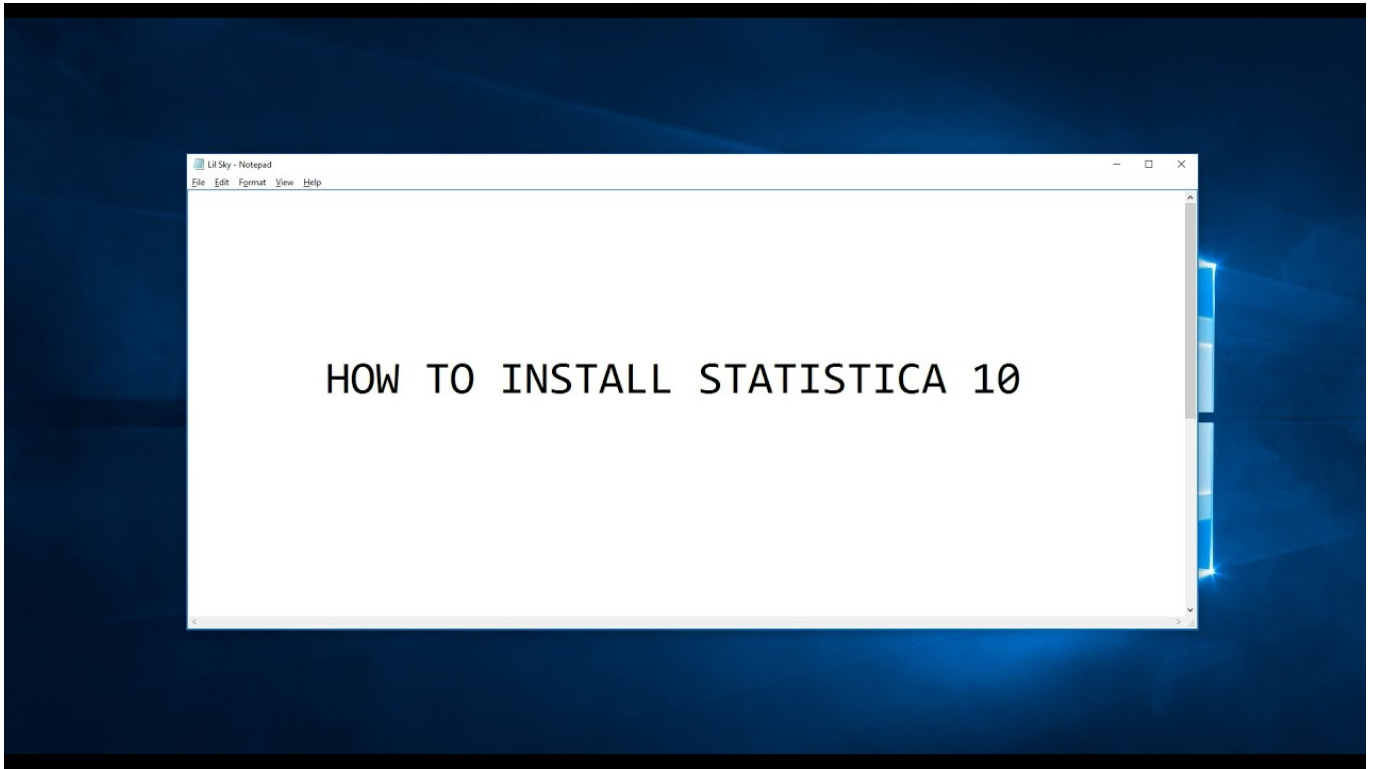 Lil Sky - Notepad
File Edit Format View Help
HOW TO INSTALL STATISTICA 10